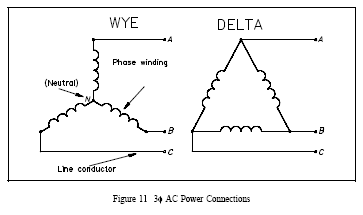 WYE
DELTA
A
A
Phase winding
(Neutral)
N
B
B
C
C
Line conductor
Figure 11 3ϕ AC Power Connections